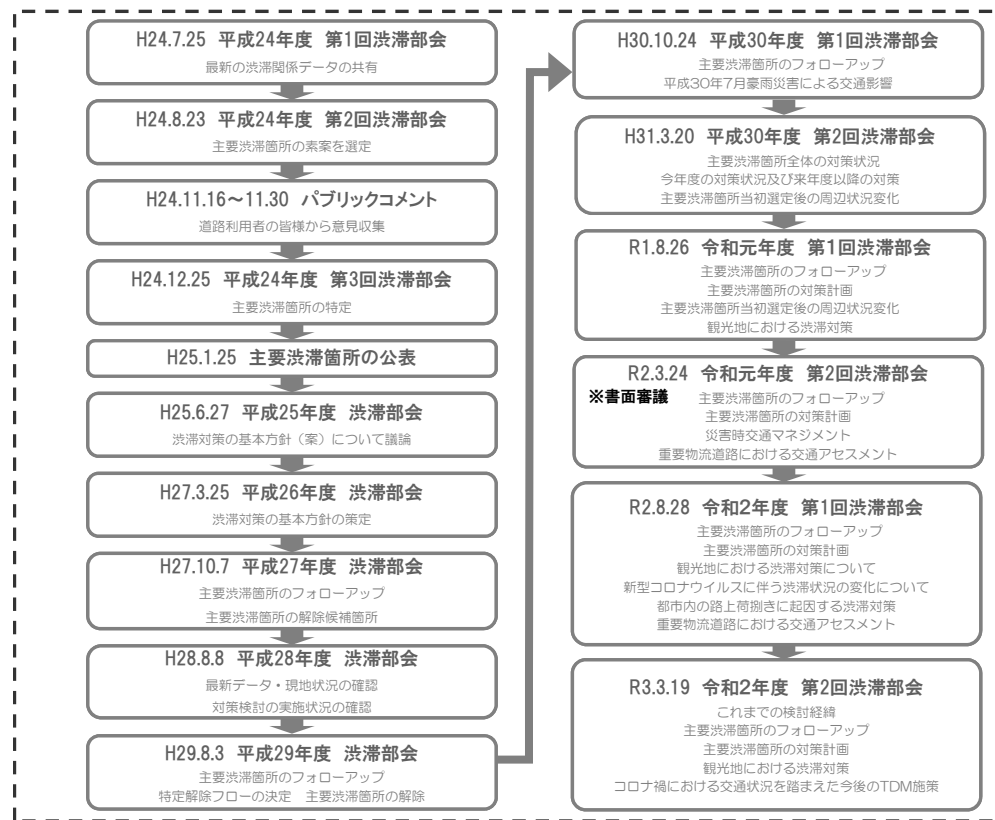 H24.7.25 平成24年度 第1回渋滞部会
最新の渋滞関係データの共有
H24.8.23 平成24年度 第2回渋滞部会
主要渋滞箇所の素案を選定
H24.11.16～11.30 パブリックコメント
道路利用者の皆様から意見収集
H24.12.25 平成24年度 第3回渋滞部会
主要渋滞箇所の特定
H25.1.25 主要渋滞箇所の公表
H25.6.27 平成25年度 渋滞部会
渋滞対策の基本方針（案）について議論
H27.3.25 平成26年度 渋滞部会
渋滞対策の基本方針の策定
H27.10.7 平成27年度 渋滞部会
主要渋滞箇所のフォローアップ
主要渋滞箇所の解除候補箇所
H28.8.8 平成28年度 渋滞部会
最新データ・現地状況の確認
対策検討の実施状況の確認
H29.8.3 平成29年度 渋滞部会
主要渋滞箇所のフォローアップ
特定解除フローの決定 主要渋滞箇所の解除
H30.10.24 平成30年度 第1回渋滞部会
主要渋滞箇所のフォローアップ
平成30年7月豪雨災害による交通影響
H31.3.20 平成30年度 第2回渋滞部会
主要渋滞箇所全体の対策状況
今年度の対策状況及び来年度以降の対策
主要渋滞箇所当初選定後の周辺状況変化
R1.8.26 令和元年度 第1回渋滞部会
主要渋滞箇所のフォローアップ
主要渋滞箇所の対策計画
主要渋滞箇所当初選定後の周辺状況変化
観光地における渋滞対策
R2.3.24 令和元年度 第2回渋滞部会
※書面審議 主要渋滞箇所のフォローアップ
主要渋滞箇所の対策計画
災害時交通マネジメント
重要物流道路における交通アセスメント
R2.8.28 令和2年度 第1回渋滞部会
主要渋滞箇所のフォローアップ
主要渋滞箇所の対策計画
観光地における渋滞対策について
新型コロナウイルスに伴う渋滞状況の変化について
都市内の路上荷捌きに起因する渋滞対策
重要物流道路における交通アセスメント
R3.3.19 令和2年度 第2回渋滞部会
これまでの検討経緯
主要渋滞箇所のフォローアップ
主要渋滞箇所の対策計画
観光地における渋滞対策
コロナ禍における交通状況を踏まえた今後のTDM施策